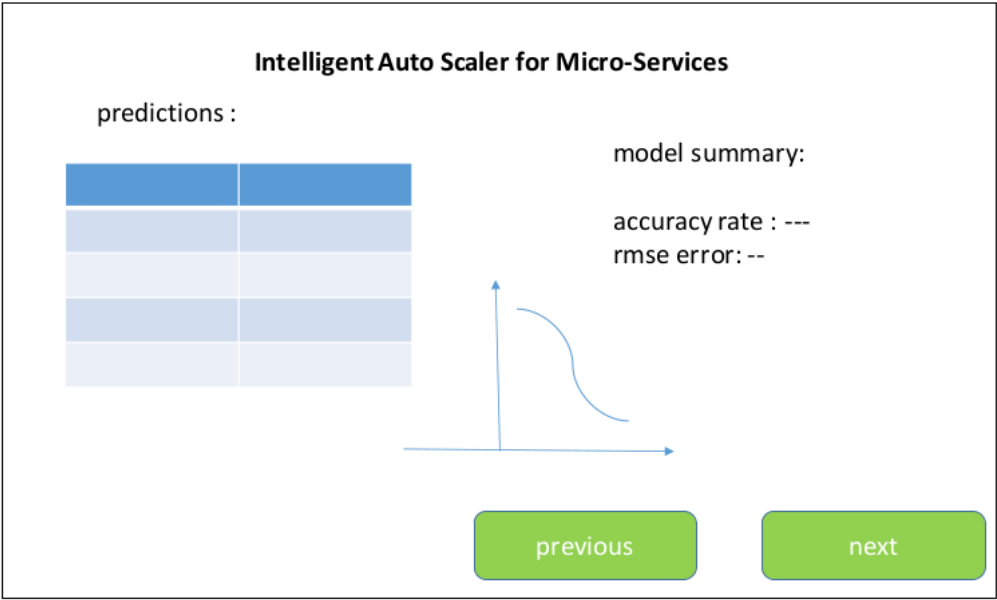 Intelligent Auto Scaler for Micro-Services
predictions :
model summary:
accuracy rate : ---
rmse error: --
previous
next